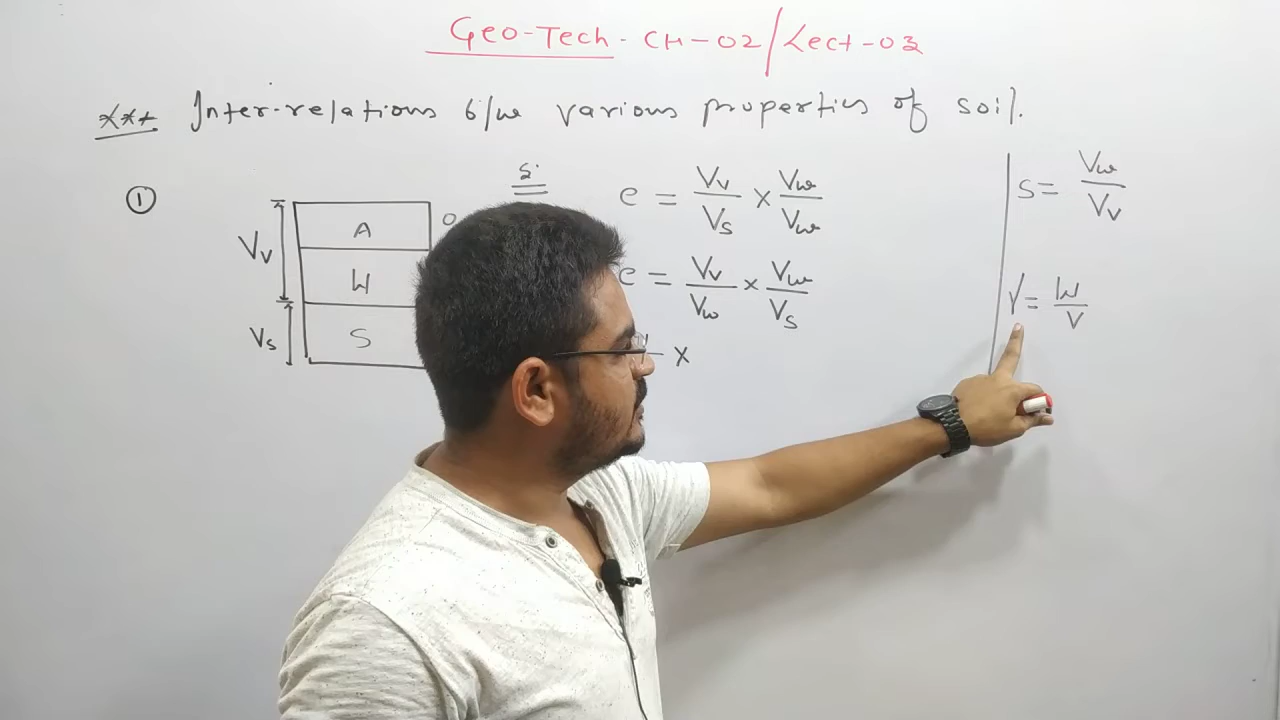 Geo-Tech - CH-02/Lect-03
*** Inter-relations b/w various properties of soil.
①
S.
Vv
A
W
Vs
S
e = Vv/Vs × Vw/Vw
e = Vv/Vw × Vw/Vs
×
S = Vw/Vv
γ = W/V